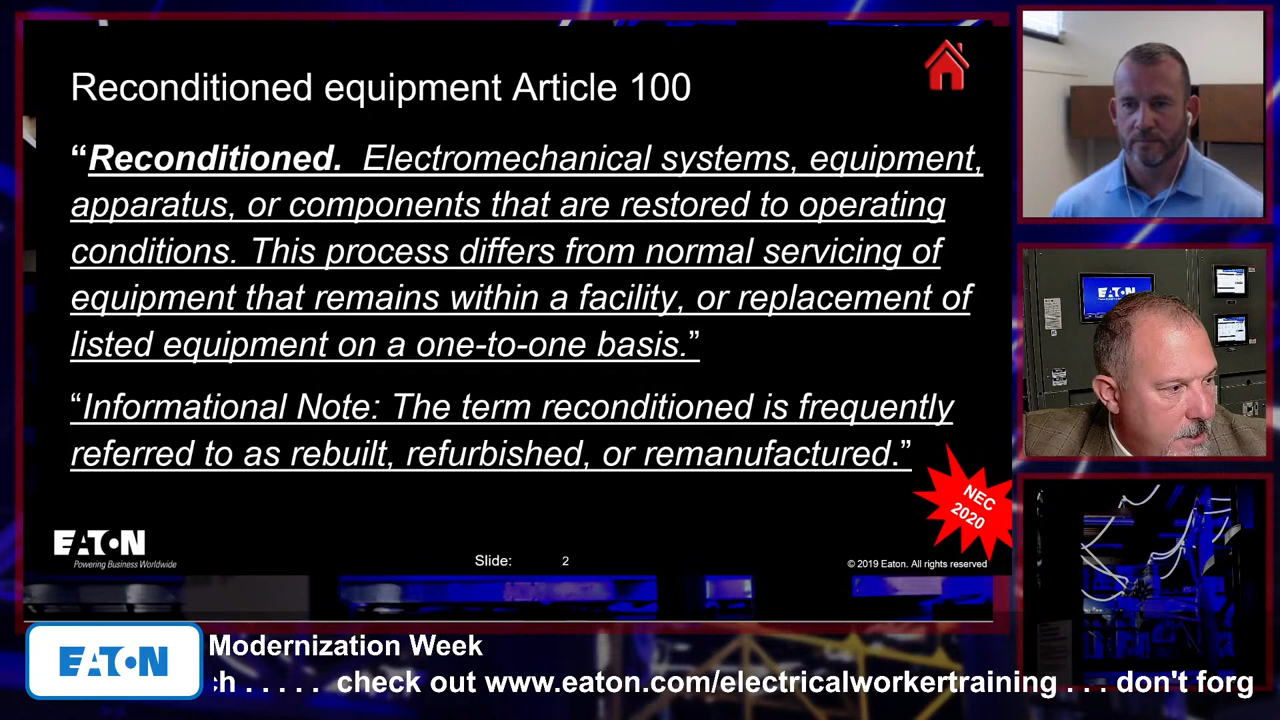 Reconditioned equipment Article 100
“Reconditioned. Electromechanical systems, equipment,
apparatus, or components that are restored to operating
conditions. This process differs from normal servicing of
equipment that remains within a facility, or replacement of
listed equipment on a one-to-one basis.”
“Informational Note: The term reconditioned is frequently
referred to as rebuilt, refurbished, or remanufactured.”
NEC
2020
EATON
Powering Business Worldwide
Slide: 2
© 2019 Eaton. All rights reserved
EATON
EATON
Modernization Week
ch . . . . . check out www.eaton.com/electricalworkertraining . . . don't forg